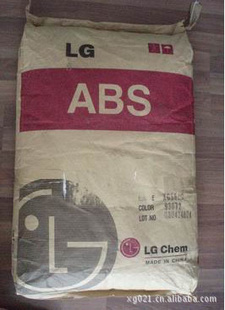 LG
ABS
COLOR
LOT NO
LG Chem
MADE IN CHINA
xg021.cn.alibaba.com